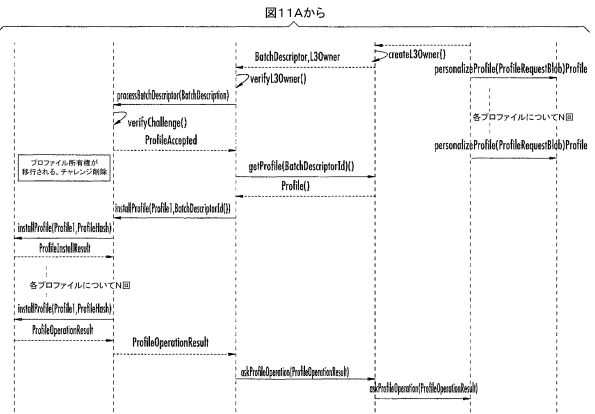 図11Aから
createL3Owner()
BatchDescriptor,L3Owner
personalizeProfile(ProfileRequestBlob)Profile
verifyL3Owner()
processBatchDescriptor(BatchDescription)
各プロファイルについてN回
verifyChallenge()
ProfileAccepted
personalizeProfile(ProfileRequestBlob)Profile
プロファイル所有権が
移行される。チャレンジ削除
getProfile(BatchDescriptorId)()
Profile()
installProfile(Profile1,BatchDescriptorId())
installProfile(Profile1,ProfileHash)
ProfileInstallResult
各プロファイルについてN回
installProfile(Profile1,ProfileHash)
ProfileOperationResult
ProfileOperationResult
askProfileOperation(ProfileOperationResult)
askProfileOperation(ProfileOperationResult)